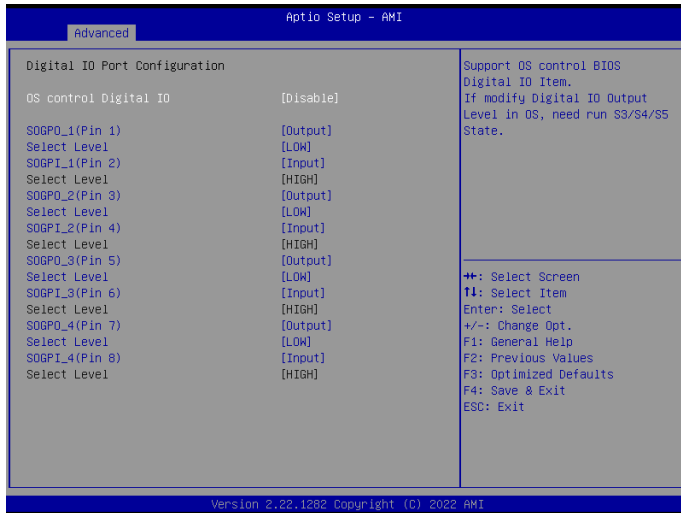 Aptio Setup – AMI
Advanced
Digital IO Port Configuration
OS control Digital IO [Disable]
SOGPO_1(Pin 1) [Output]
Select Level [LOW]
SOGPI_1(Pin 2) [Input]
Select Level [HIGH]
SOGPO_2(Pin 3) [Output]
Select Level [LOW]
SOGPI_2(Pin 4) [Input]
Select Level [HIGH]
SOGPO_3(Pin 5) [Output]
Select Level [LOW]
SOGPI_3(Pin 6) [Input]
Select Level [HIGH]
SOGPO_4(Pin 7) [Output]
Select Level [LOW]
SOGPI_4(Pin 8) [Input]
Select Level [HIGH]
Support OS control BIOS
Digital IO Item.
If modify Digital IO Output
Level in OS, need run S3/S4/S5
State.
→←: Select Screen
↑↓: Select Item
Enter: Select
+/-: Change Opt.
F1: General Help
F2: Previous Values
F3: Optimized Defaults
F4: Save & Exit
ESC: Exit
Version 2.22.1282 Copyright (C) 2022 AMI